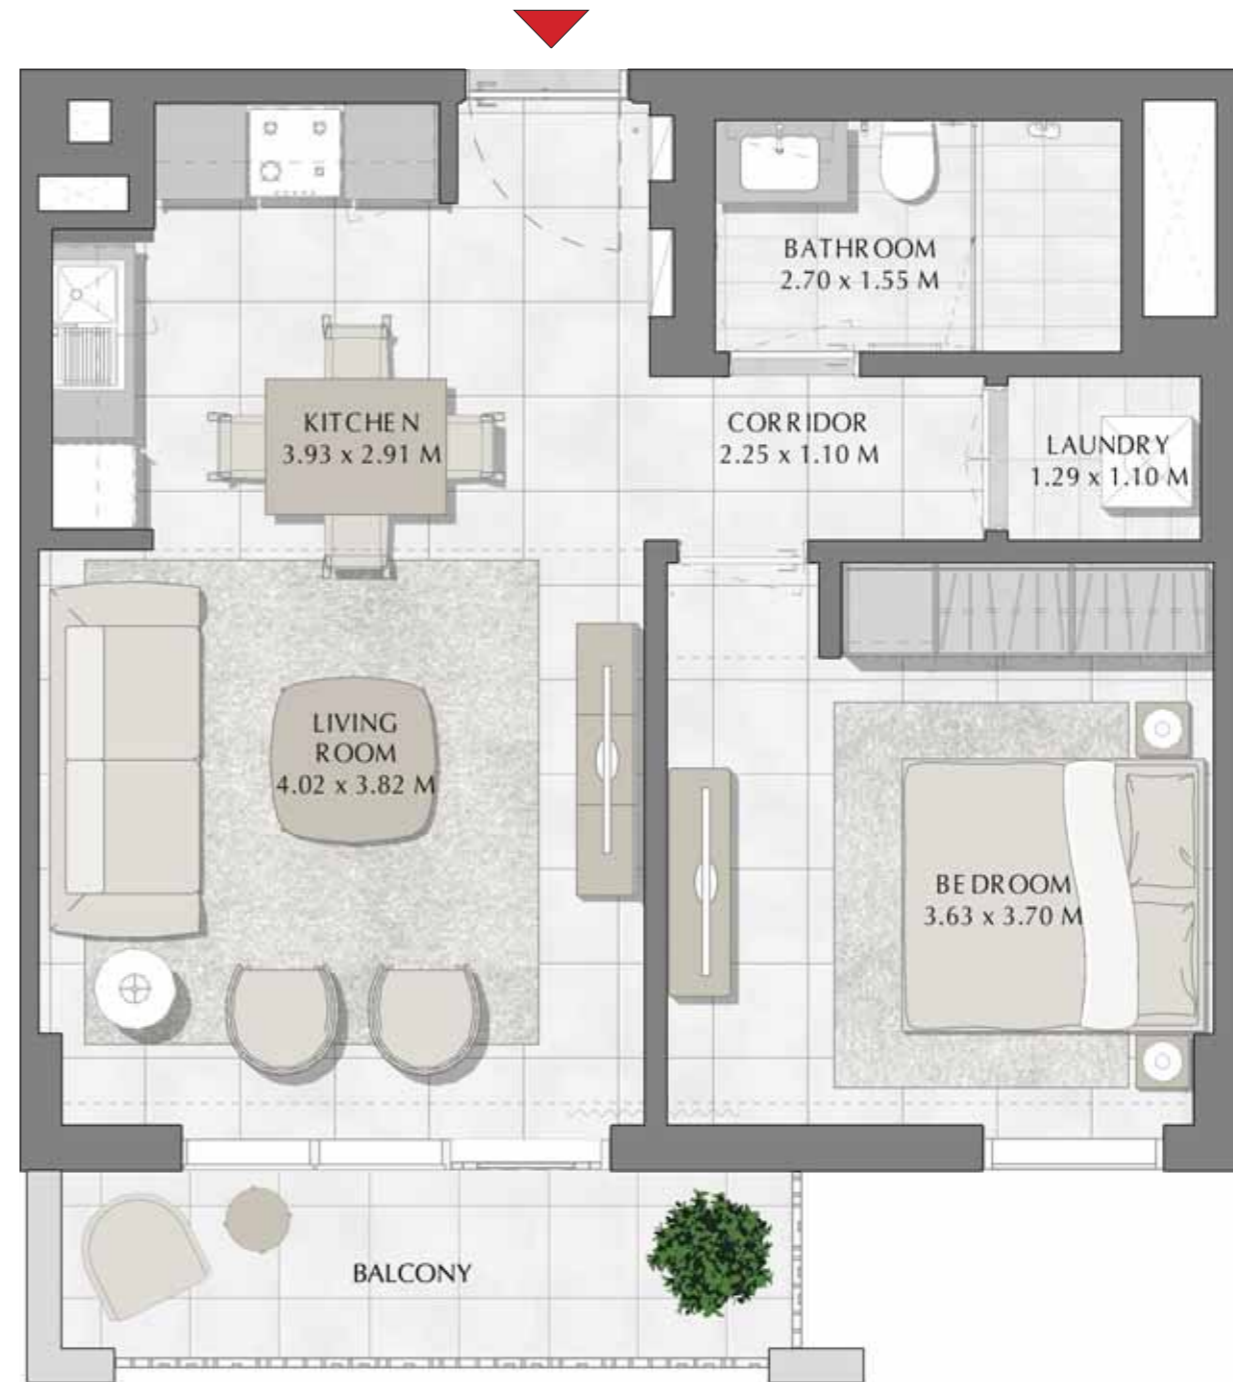 BATHROOM
2.70 x 1.55 M
KITCHEN
3.93 x 2.91 M
CORRIDOR
2.25 x 1.10 M
LAUNDRY
1.29 x 1.10 M
LIVING
ROOM
4.02 x 3.82 M
BEDROOM
3.63 x 3.70 M
BALCONY